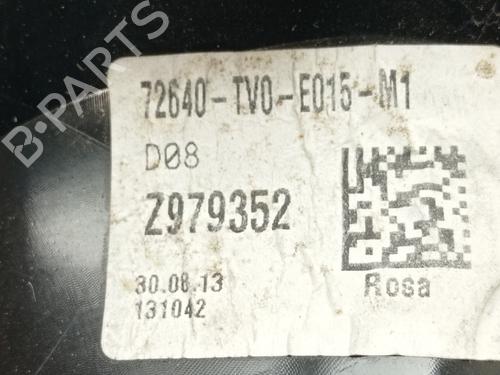 72640-TV0-E015-M1
D08
Z979352
30.08.13
131042
Rosa
B-PARTS